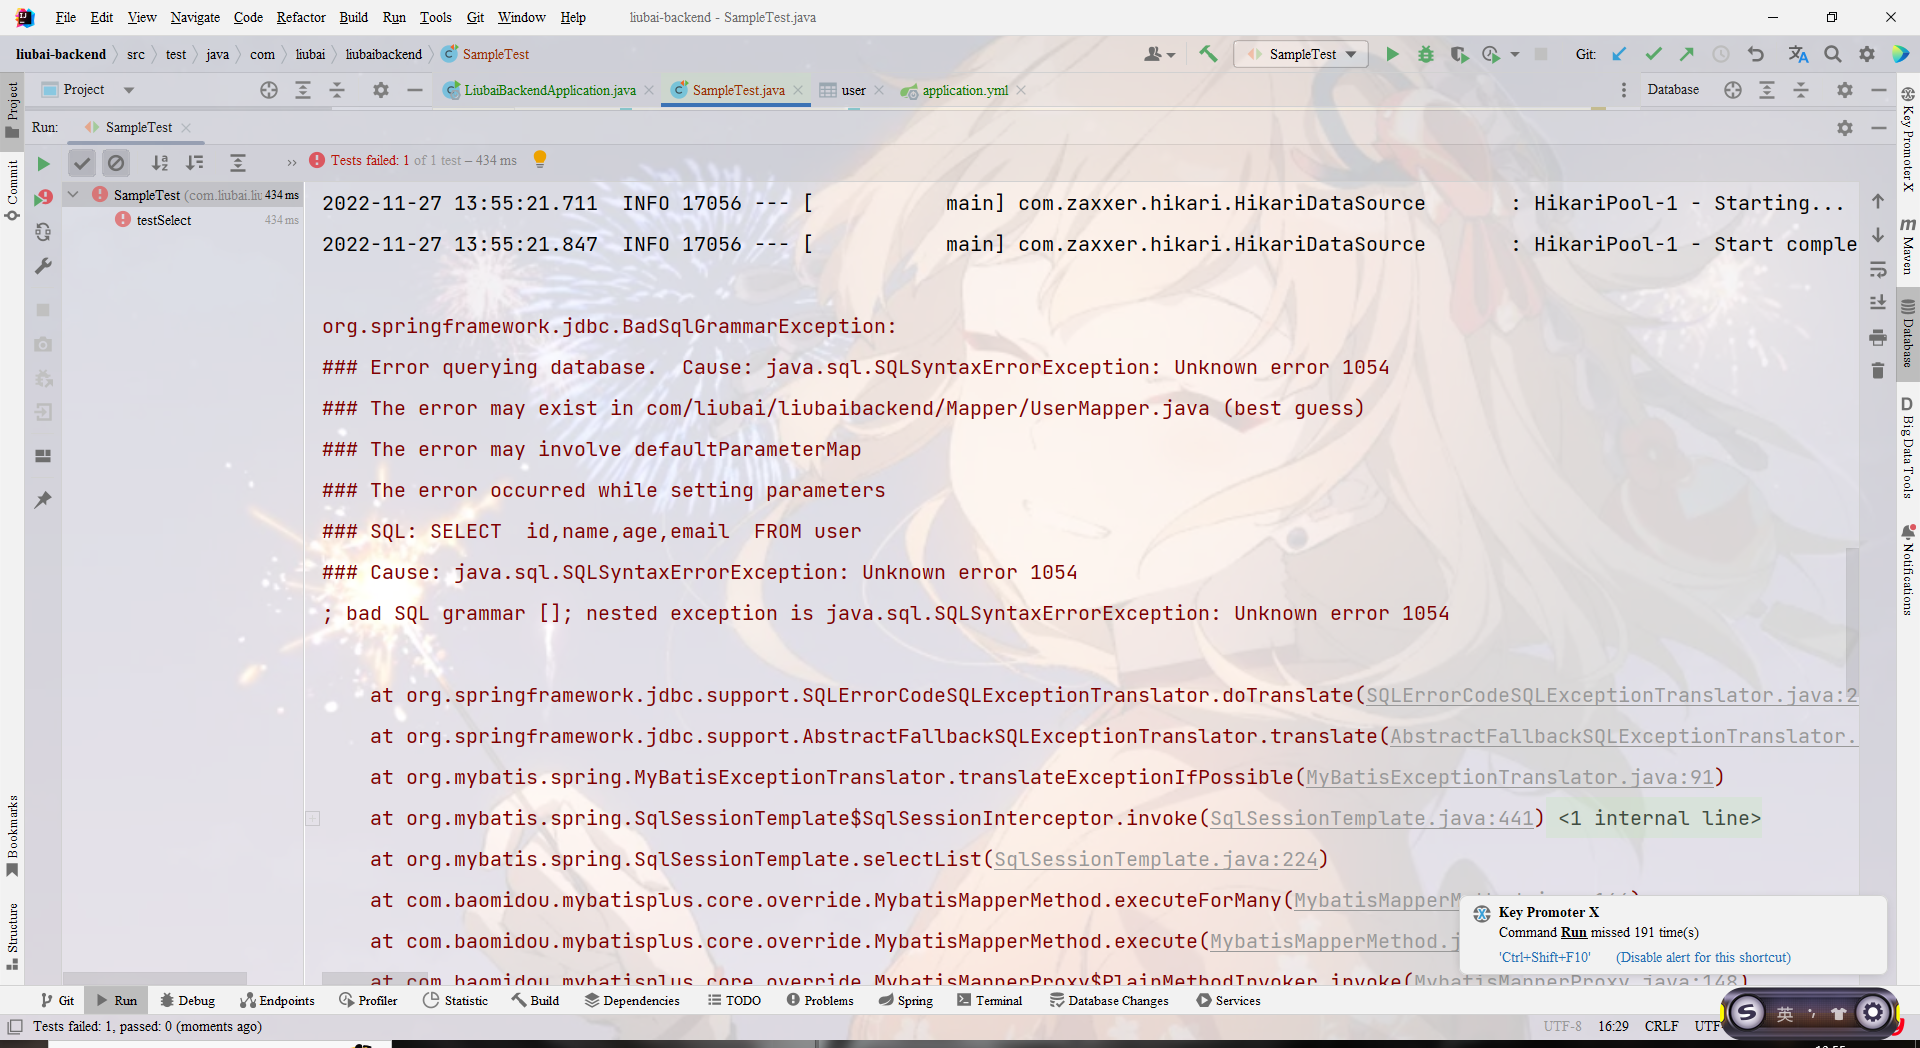 File Edit View Navigate Code Refactor Build Run Tools Git Window Help liubai-backend - SampleTest.java
liubai-backend src test java com liubai liubaibackend SampleTest SampleTest Git:
Project LiubaiBackendApplication.java SampleTest.java user application.yml Database
Run: SampleTest
Tests failed: 1 of 1 test – 434 ms
SampleTest (com.liubai.liu 434 ms
testSelect 434 ms
2022-11-27 13:55:21.711  INFO 17056 --- [           main] com.zaxxer.hikari.HikariDataSource       : HikariPool-1 - Starting...
2022-11-27 13:55:21.847  INFO 17056 --- [           main] com.zaxxer.hikari.HikariDataSource       : HikariPool-1 - Start comple
org.springframework.jdbc.BadSqlGrammarException:
### Error querying database.  Cause: java.sql.SQLSyntaxErrorException: Unknown error 1054
### The error may exist in com/liubai/liubaibackend/Mapper/UserMapper.java (best guess)
### The error may involve defaultParameterMap
### The error occurred while setting parameters
### SQL: SELECT  id,name,age,email  FROM user
### Cause: java.sql.SQLSyntaxErrorException: Unknown error 1054
; bad SQL grammar []; nested exception is java.sql.SQLSyntaxErrorException: Unknown error 1054
at org.springframework.jdbc.support.SQLErrorCodeSQLExceptionTranslator.doTranslate(SQLErrorCodeSQLExceptionTranslator.java:2
at org.springframework.jdbc.support.AbstractFallbackSQLExceptionTranslator.translate(AbstractFallbackSQLExceptionTranslator.
at org.mybatis.spring.MyBatisExceptionTranslator.translateExceptionIfPossible(MyBatisExceptionTranslator.java:91)
at org.mybatis.spring.SqlSessionTemplate$SqlSessionInterceptor.invoke(SqlSessionTemplate.java:441) <1 internal line>
at org.mybatis.spring.SqlSessionTemplate.selectList(SqlSessionTemplate.java:224)
at com.baomidou.mybatisplus.core.override.MybatisMapperMethod.executeForMany(MybatisMapperM
at com.baomidou.mybatisplus.core.override.MybatisMapperMethod.execute(MybatisMapperMethod.j
at com.baomidou.mybatisplus.core.override.MybatisMapperProxy$PlainMethodInvoker.invoke(MybatisMapperProxy.java:148)
Key Promoter X
Command Run missed 191 time(s)
'Ctrl+Shift+F10' (Disable alert for this shortcut)
Project
Commit
Bookmarks
Structure
Key Promoter X
m Maven
Database
D BigDataTools
Notifications
Git Run Debug Endpoints Profiler Statistic Build Dependencies TODO Problems Spring Terminal Database Changes Services
Tests failed: 1, passed: 0 (moments ago) UTF-8 16:29 CRLF UTF
S 英